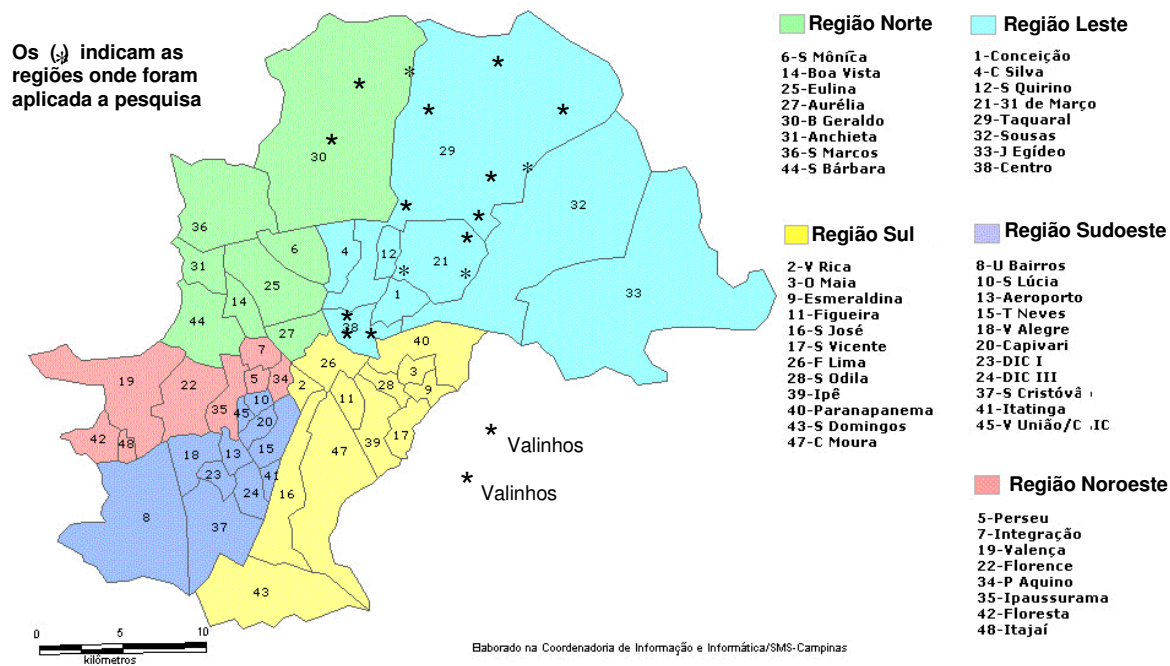 Os (*) indicam as
regiões onde foram
aplicada a pesquisa
Região Norte
6-S Mônica
14-Boa Vista
25-Eulina
27-Aurélia
30-B Geraldo
31-Anchieta
36-S Marcos
44-S Bárbara
Região Leste
1-Conceição
4-C Silva
12-S Quirino
21-31 de Março
29-Taquaral
32-Sousas
33-J Egídeo
38-Centro
Região Sul
2-V Rica
3-O Maia
9-Esmeraldina
11-Figueira
16-S José
17-S Vicente
26-F Lima
28-S Odila
39-Ipê
40-Paranapanema
43-S Domingos
47-C Moura
Região Sudoeste
8-U Bairros
10-S Lúcia
13-Aeroporto
15-T Neves
18-V Alegre
20-Capivari
23-DIC I
24-DIC III
37-S Cristóvã
41-Itatinga
45-V União/C IC
Região Noroeste
5-Perseu
7-Integração
19-Valença
22-Florence
34-P Aquino
35-Ipaussurama
42-Floresta
48-Itajaí
30
29
32
36
6
4
12
21
31
25
1
33
14
44
27
38
40
7
26
3
19
22
5
34
2
28
9
10
11
35
45
20
42
48
47
39
17
18
13
15
23
41
24
16
8
37
43
Valinhos
Valinhos
0 5 10
kilômetros
Elaborado na Coordenadoria de Informação e Informática/SMS-Campinas